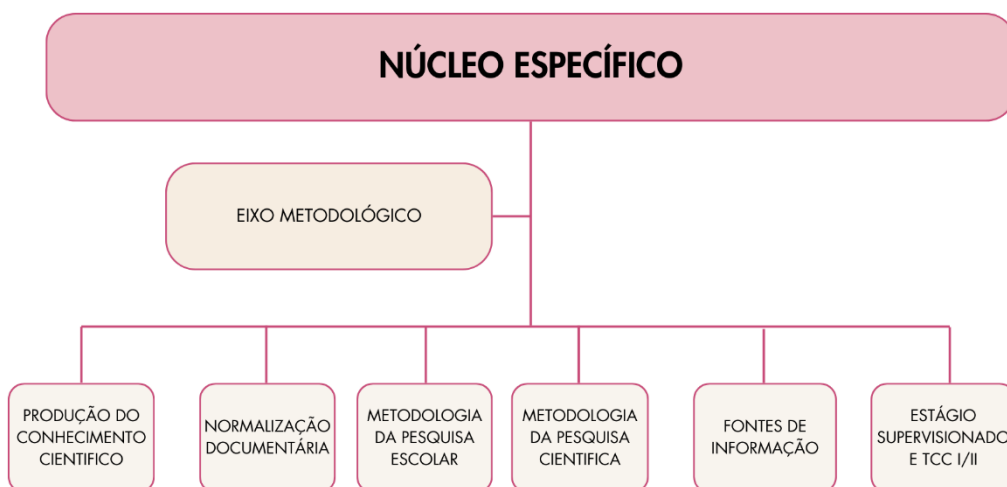 NÚCLEO ESPECÍFICO
EIXO METODOLÓGICO
PRODUÇÃO DO
CONHECIMENTO
CIENTIFICO
NORMALIZAÇÃO
DOCUMENTÁRIA
METODOLOGIA
DA PESQUISA
ESCOLAR
METODOLOGIA
DA PESQUISA
CIENTIFICA
FONTES DE
INFORMAÇÃO
ESTÁGIO
SUPERVISIONADO
E TCC I/II